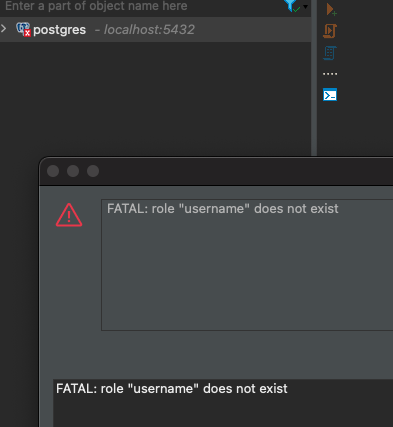 Enter a part of object name here
postgres - localhost:5432
FATAL: role "username" does not exist
FATAL: role "username" does not exist